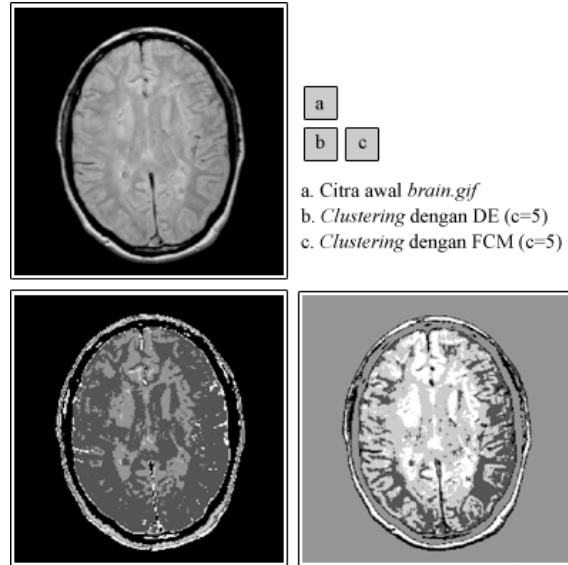 a
b c
a. Citra awal brain.gif
b. Clustering dengan DE (c=5)
c. Clustering dengan FCM (c=5)